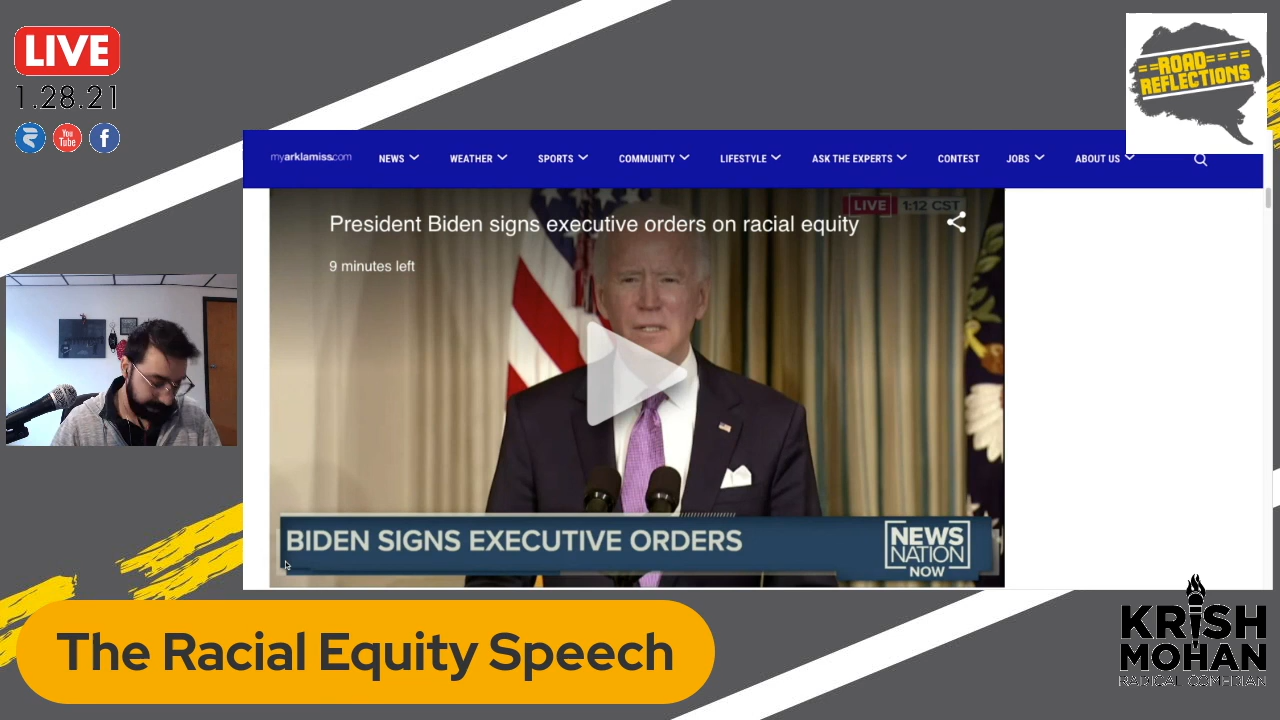 LIVE
1.28.21
You
Tube
f
==ROAD====
REFLECTIONS
myarklamiss.com
NEWS
WEATHER
SPORTS
COMMUNITY
LIFESTYLE
ASK THE EXPERTS
CONTEST
JOBS
ABOUT US
LIVE 1:12 CST
President Biden signs executive orders on racial equity
9 minutes left
BIDEN SIGNS EXECUTIVE ORDERS
NEWS
NATION
NOW
The Racial Equity Speech
KRISH
MOHAN
RADICAL COMEDIAN